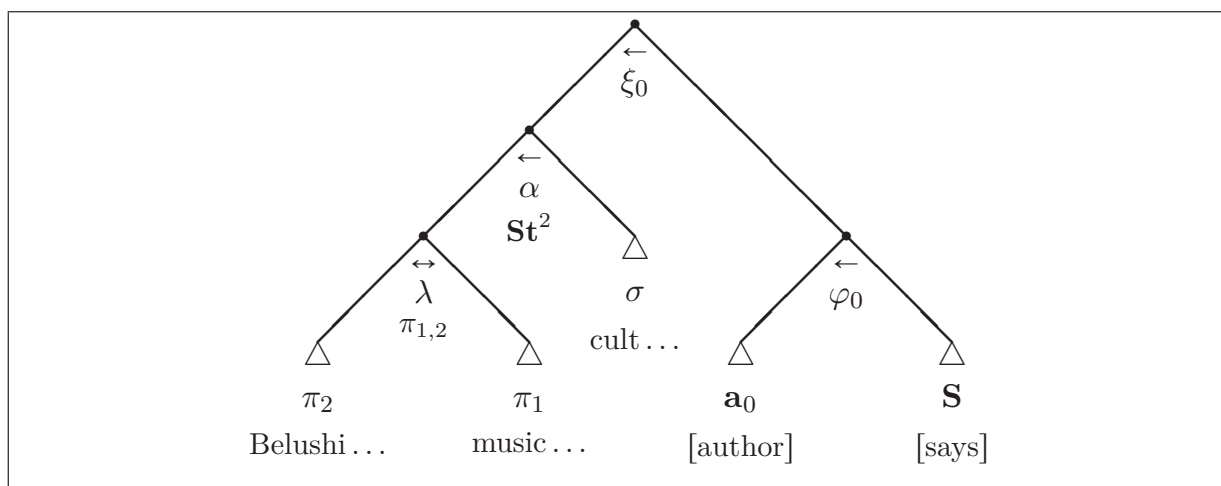 ←
ξ₀
←
α
St²
↔
λ
π₁,₂
σ
cult …
←
φ₀
π₂ π₁ a₀ S
Belushi … music … [author] [says]